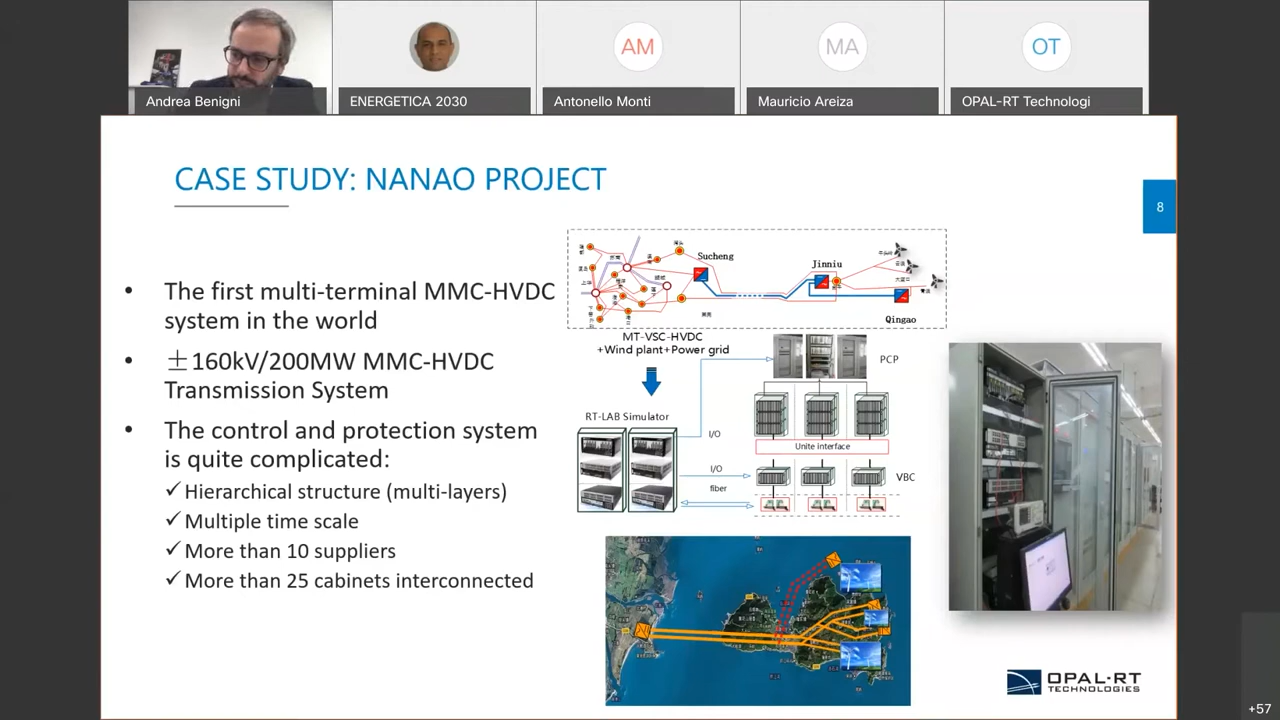 AM
MA
OT
Andrea Benigni
ENERGETICA 2030
Antonello Monti
Mauricio Areiza
OPAL-RT Technologi
CASE STUDY: NANAO PROJECT
8
• The first multi-terminal MMC-HVDC
system in the world
• ±160kV/200MW MMC-HVDC
Transmission System
• The control and protection system
is quite complicated:
✓Hierarchical structure (multi-layers)
✓Multiple time scale
✓More than 10 suppliers
✓More than 25 cabinets interconnected
Sucheng
Jinniu
Qingao
MT-VSC-HVDC
+Wind plant+Power grid
PCP
RT-LAB Simulator
I/O
Unite interface
I/O
VBC
fiber
OPAL-RT
TECHNOLOGIES
+57